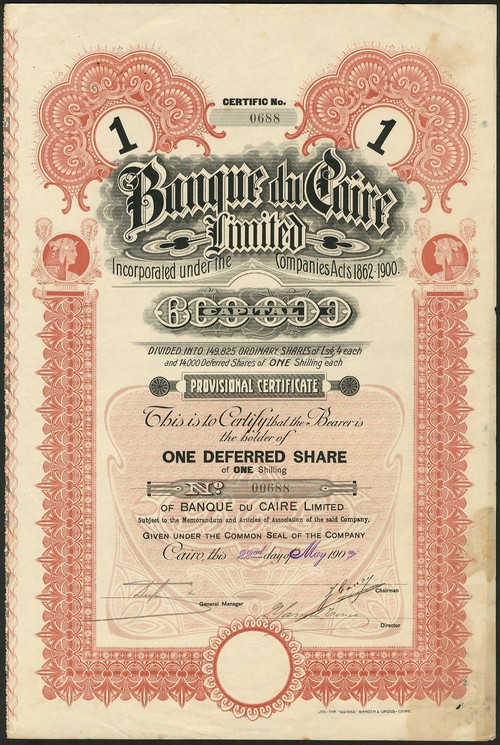 CERTIFIC No.
0688
1
1
Banque du Caire
Limited
Incorporated under the Companies Acts 1862-1900.
CAPITAL
DIVIDED INTO 149.825 ORDINARY SHARES of Lstg 4 each
and 14000 Deferred Shares of ONE Shilling each
PROVISIONAL CERTIFICATE
This is to Certify that the Bearer is
the holder of
ONE DEFERRED SHARE
of ONE Shilling
No. 00688
OF BANQUE DU CAIRE LIMITED
Subject to the Memorandum and Articles of Association of the said Company.
GIVEN UNDER THE COMMON SEAL OF THE COMPANY
Cairo, this 22nd day of May 190
Chairman
General Manager
Director